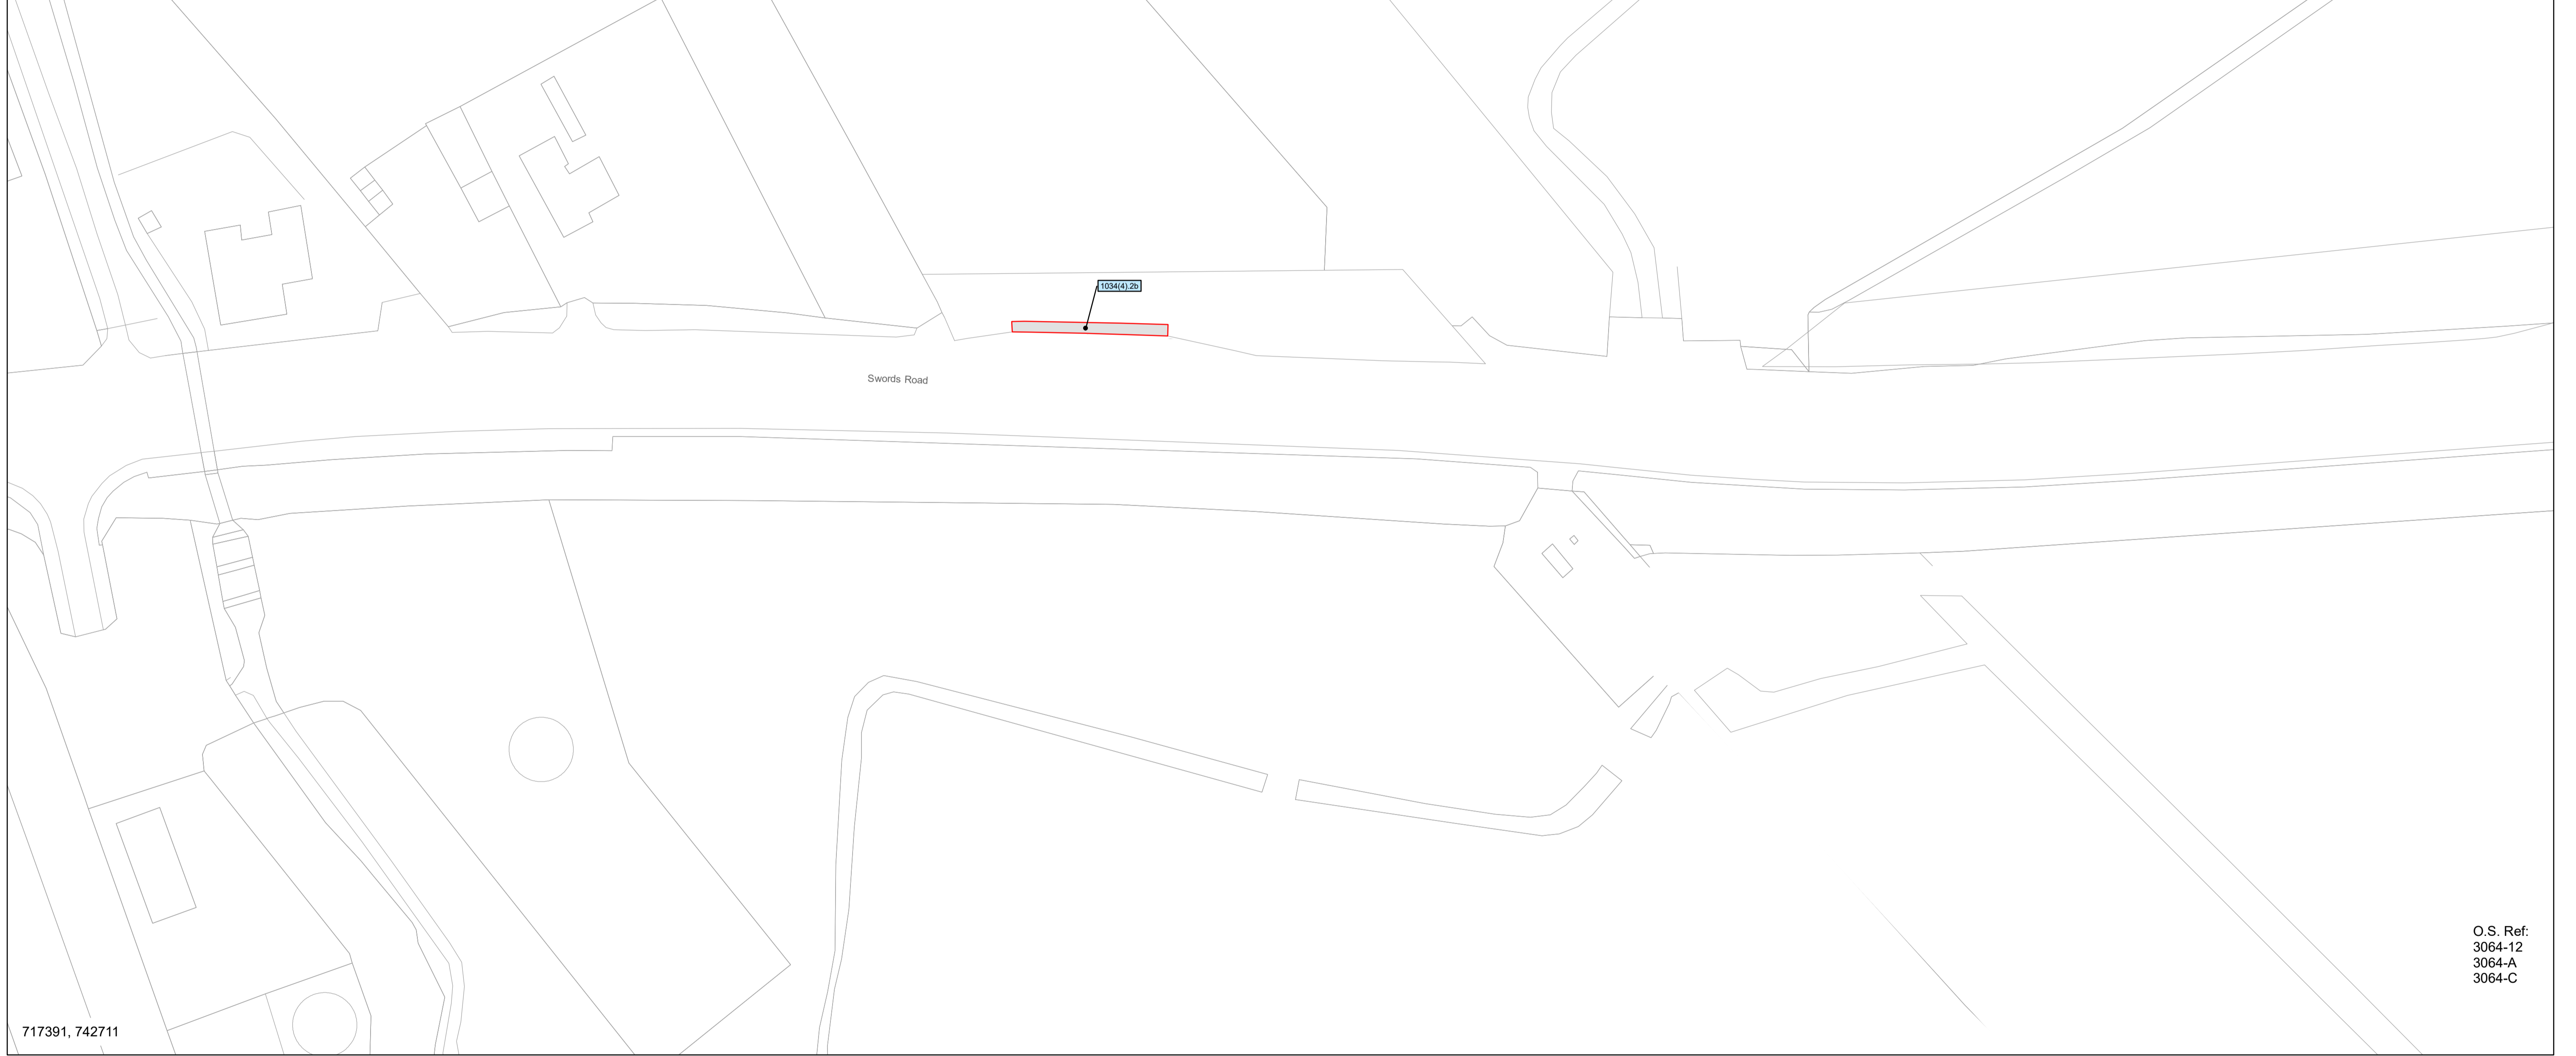 1034(4).2b
Swords Road
O.S. Ref:
3064-12
3064-A
3064-C
717391, 742711